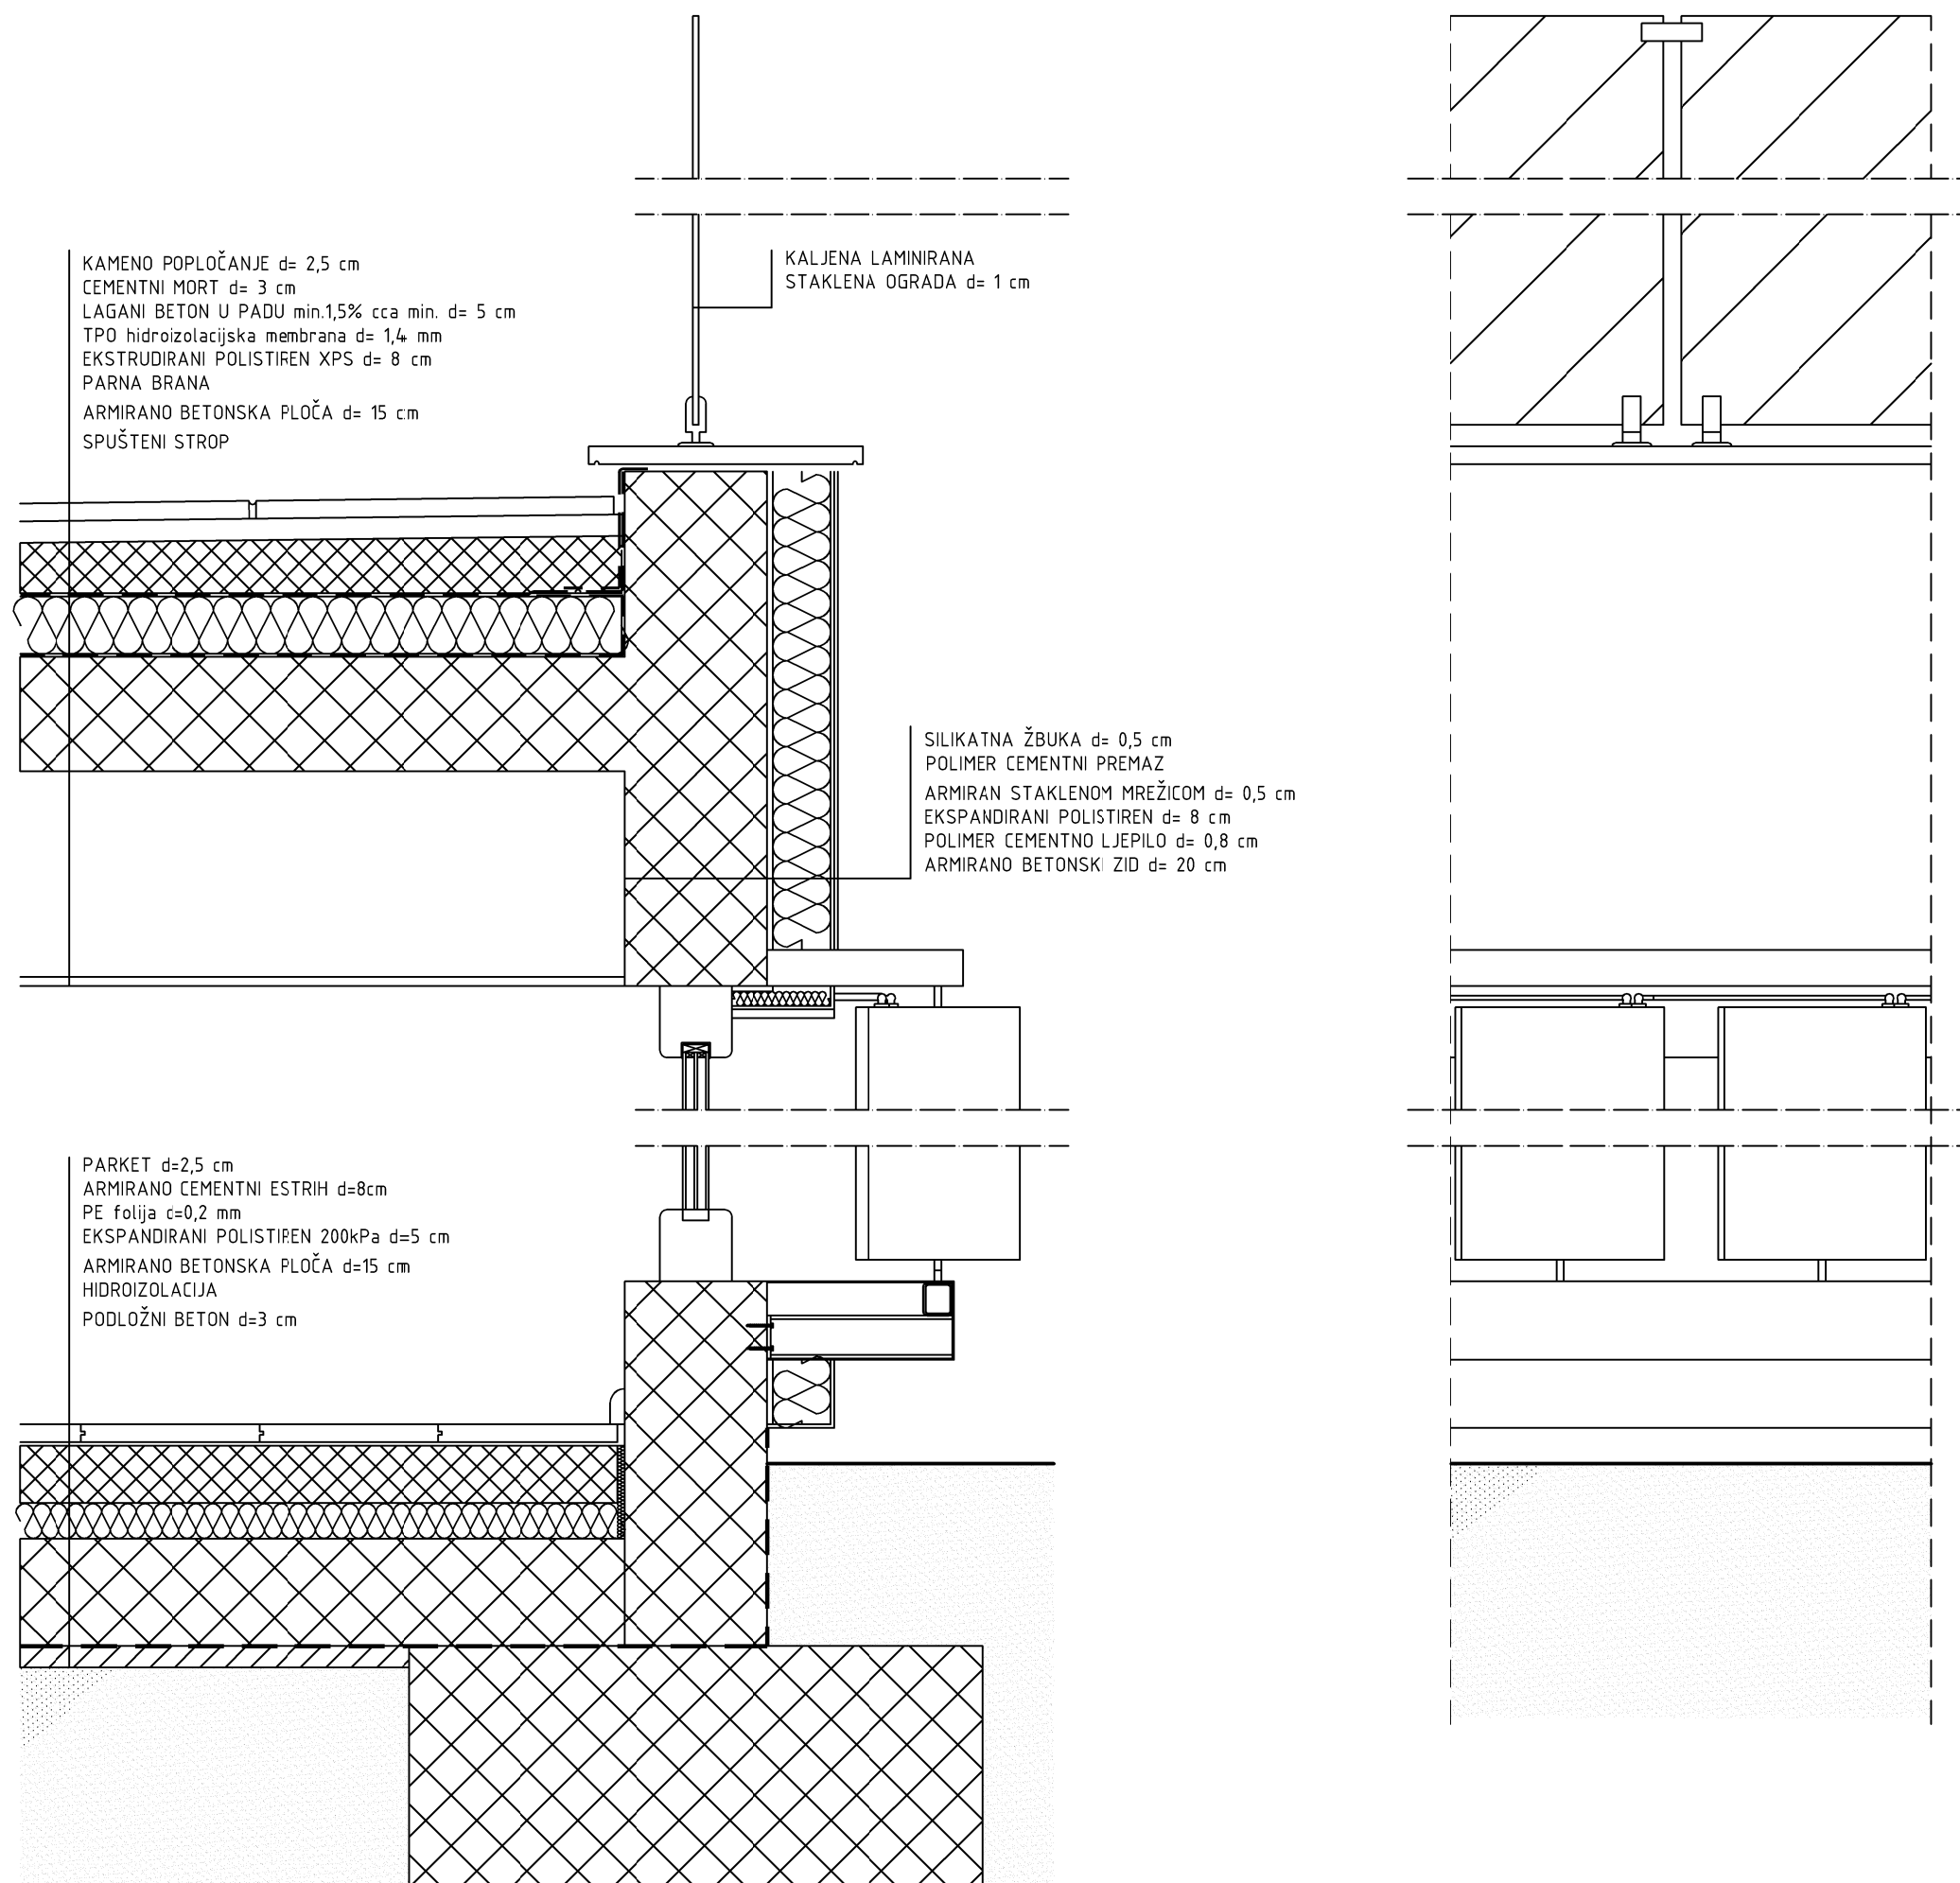 KAMENO POPLOČANJE d= 2,5 cm
CEMENTNI MORT d= 3 cm
LAGANI BETON U PADU min.1,5% cca min. d= 5 cm
TPO hidroizolacijska membrana d= 1,4 mm
EKSTRUDIRANI POLISTIREN XPS d= 8 cm
PARNA BRANA
ARMIRANO BETONSKA PLOČA d= 15 cm
SPUŠTENI STROP
KALJENA LAMINIRANA
STAKLENA OGRADA d= 1 cm
SILIKATNA ŽBUKA d= 0,5 cm
POLIMER CEMENTNI PREMAZ
ARMIRAN STAKLENOM MREŽICOM d= 0,5 cm
EKSPANDIRANI POLISTIREN d= 8 cm
POLIMER CEMENTNO LJEPILO d= 0,8 cm
ARMIRANO BETONSKI ZID d= 20 cm
PARKET d=2,5 cm
ARMIRANO CEMENTNI ESTRIH d=8cm
PE folija d=0,2 mm
EKSPANDIRANI POLISTIREN 200kPa d=5 cm
ARMIRANO BETONSKA PLOČA d=15 cm
HIDROIZOLACIJA
PODLOŽNI BETON d=3 cm